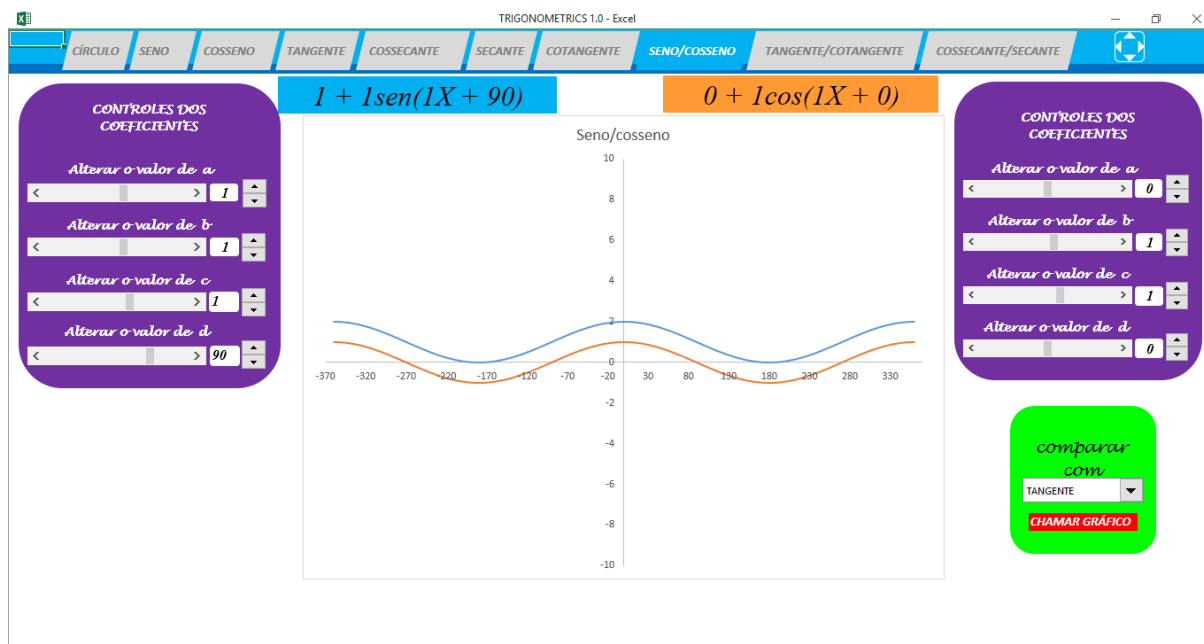 TRIGONOMETRICS 1.0 - Excel
CÍRCULO SENO COSSENO TANGENTE COSSECANTE SECANTE COTANGENTE SENO/COSSENO TANGENTE/COTANGENTE COSSECANTE/SECANTE
1 + 1sen(1X + 90)
0 + 1cos(1X + 0)
CONTROLES DOS
COEFICIENTES
Alterar o valor de a
1
Alterar o valor de b
1
Alterar o valor de c
1
Alterar o valor de d
90
Seno/cosseno
10
8
6
4
2
0
-370 -320 -270 -220 -170 -120 -70 -20 30 80 130 180 230 280 330
-2
-4
-6
-8
-10
CONTROLES DOS
COEFICIENTES
Alterar o valor de a
0
Alterar o valor de b
1
Alterar o valor de c
1
Alterar o valor de d
0
comparar
com
TANGENTE
CHAMAR GRÁFICO